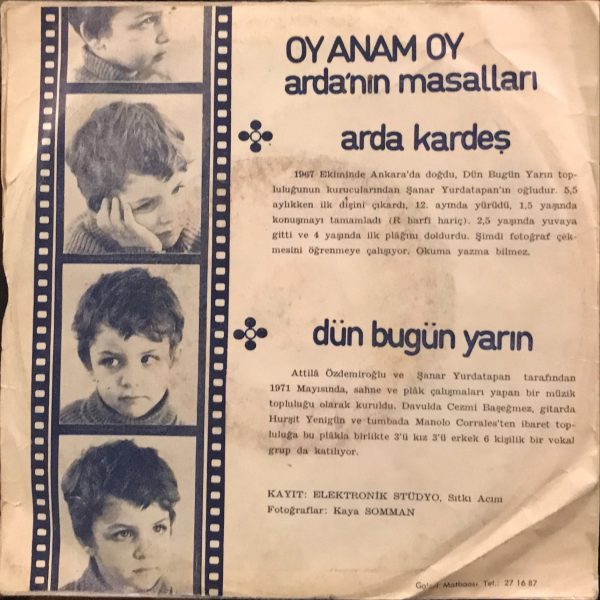 OY ANAM OY
arda'nın masalları
arda kardeş
1967 Ekiminde Ankara'da doğdu, Dün Bugün Yarın top-
luluğunun kurucularından Şanar Yurdatapan'ın oğludur. 5,5
aylıkken ilk dişini çıkardı, 12. ayında yürüdü, 1,5 yaşında
konuşmayı tamamladı (R harfi hariç). 2,5 yaşında yuvaya
gitti ve 4 yaşında ilk plâğını doldurdu. Şimdi fotoğraf çek-
mesini öğrenmeye çalışıyor. Okuma yazma bilmez.
dün bugün yarın
Attilâ Özdemiroğlu ve Şanar Yurdatapan tarafından
1971 Mayısında, sahne ve plâk çalışmaları yapan bir müzik
topluluğu olarak kuruldu. Davulda Cezmi Başeğmez, gitarda
Hurşit Yenigün ve tumbada Manolo Corrales'ten ibaret top-
luluğa bu plâkla birlikte 3'ü kız 3'ü erkek 6 kişilik bir vokal
grup da katılıyor.
KAYIT: ELEKTRONİK STÜDYO, Sıtkı Acim
Fotoğraflar: Kaya SOMMAN
Matbaası Tel.: 27 16 87